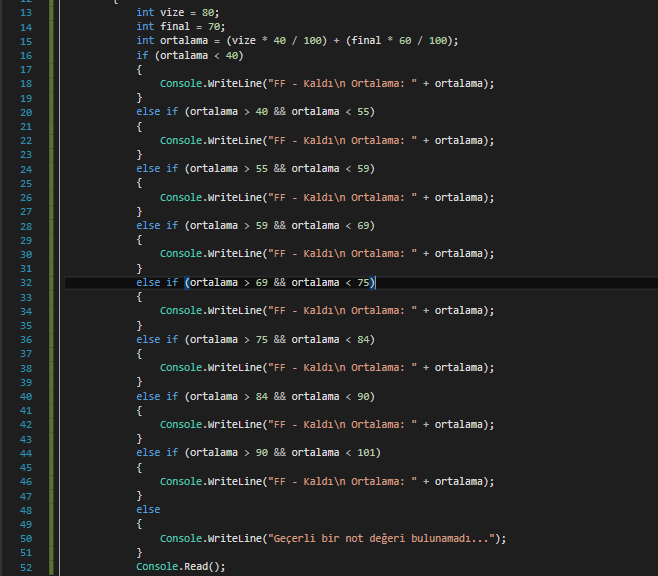 12 {
13 int vize = 80;
14 int final = 70;
15 int ortalama = (vize * 40 / 100) + (final * 60 / 100);
16 if (ortalama < 40)
17 {
18 Console.WriteLine("FF - Kaldı\n Ortalama: " + ortalama);
19 }
20 else if (ortalama > 40 && ortalama < 55)
21 {
22 Console.WriteLine("FF - Kaldı\n Ortalama: " + ortalama);
23 }
24 else if (ortalama > 55 && ortalama < 59)
25 {
26 Console.WriteLine("FF - Kaldı\n Ortalama: " + ortalama);
27 }
28 else if (ortalama > 59 && ortalama < 69)
29 {
30 Console.WriteLine("FF - Kaldı\n Ortalama: " + ortalama);
31 }
32 else if (ortalama > 69 && ortalama < 75)
33 {
34 Console.WriteLine("FF - Kaldı\n Ortalama: " + ortalama);
35 }
36 else if (ortalama > 75 && ortalama < 84)
37 {
38 Console.WriteLine("FF - Kaldı\n Ortalama: " + ortalama);
39 }
40 else if (ortalama > 84 && ortalama < 90)
41 {
42 Console.WriteLine("FF - Kaldı\n Ortalama: " + ortalama);
43 }
44 else if (ortalama > 90 && ortalama < 101)
45 {
46 Console.WriteLine("FF - Kaldı\n Ortalama: " + ortalama);
47 }
48 else
49 {
50 Console.WriteLine("Geçerli bir not değeri bulunamadı...");
51 }
52 Console.Read();